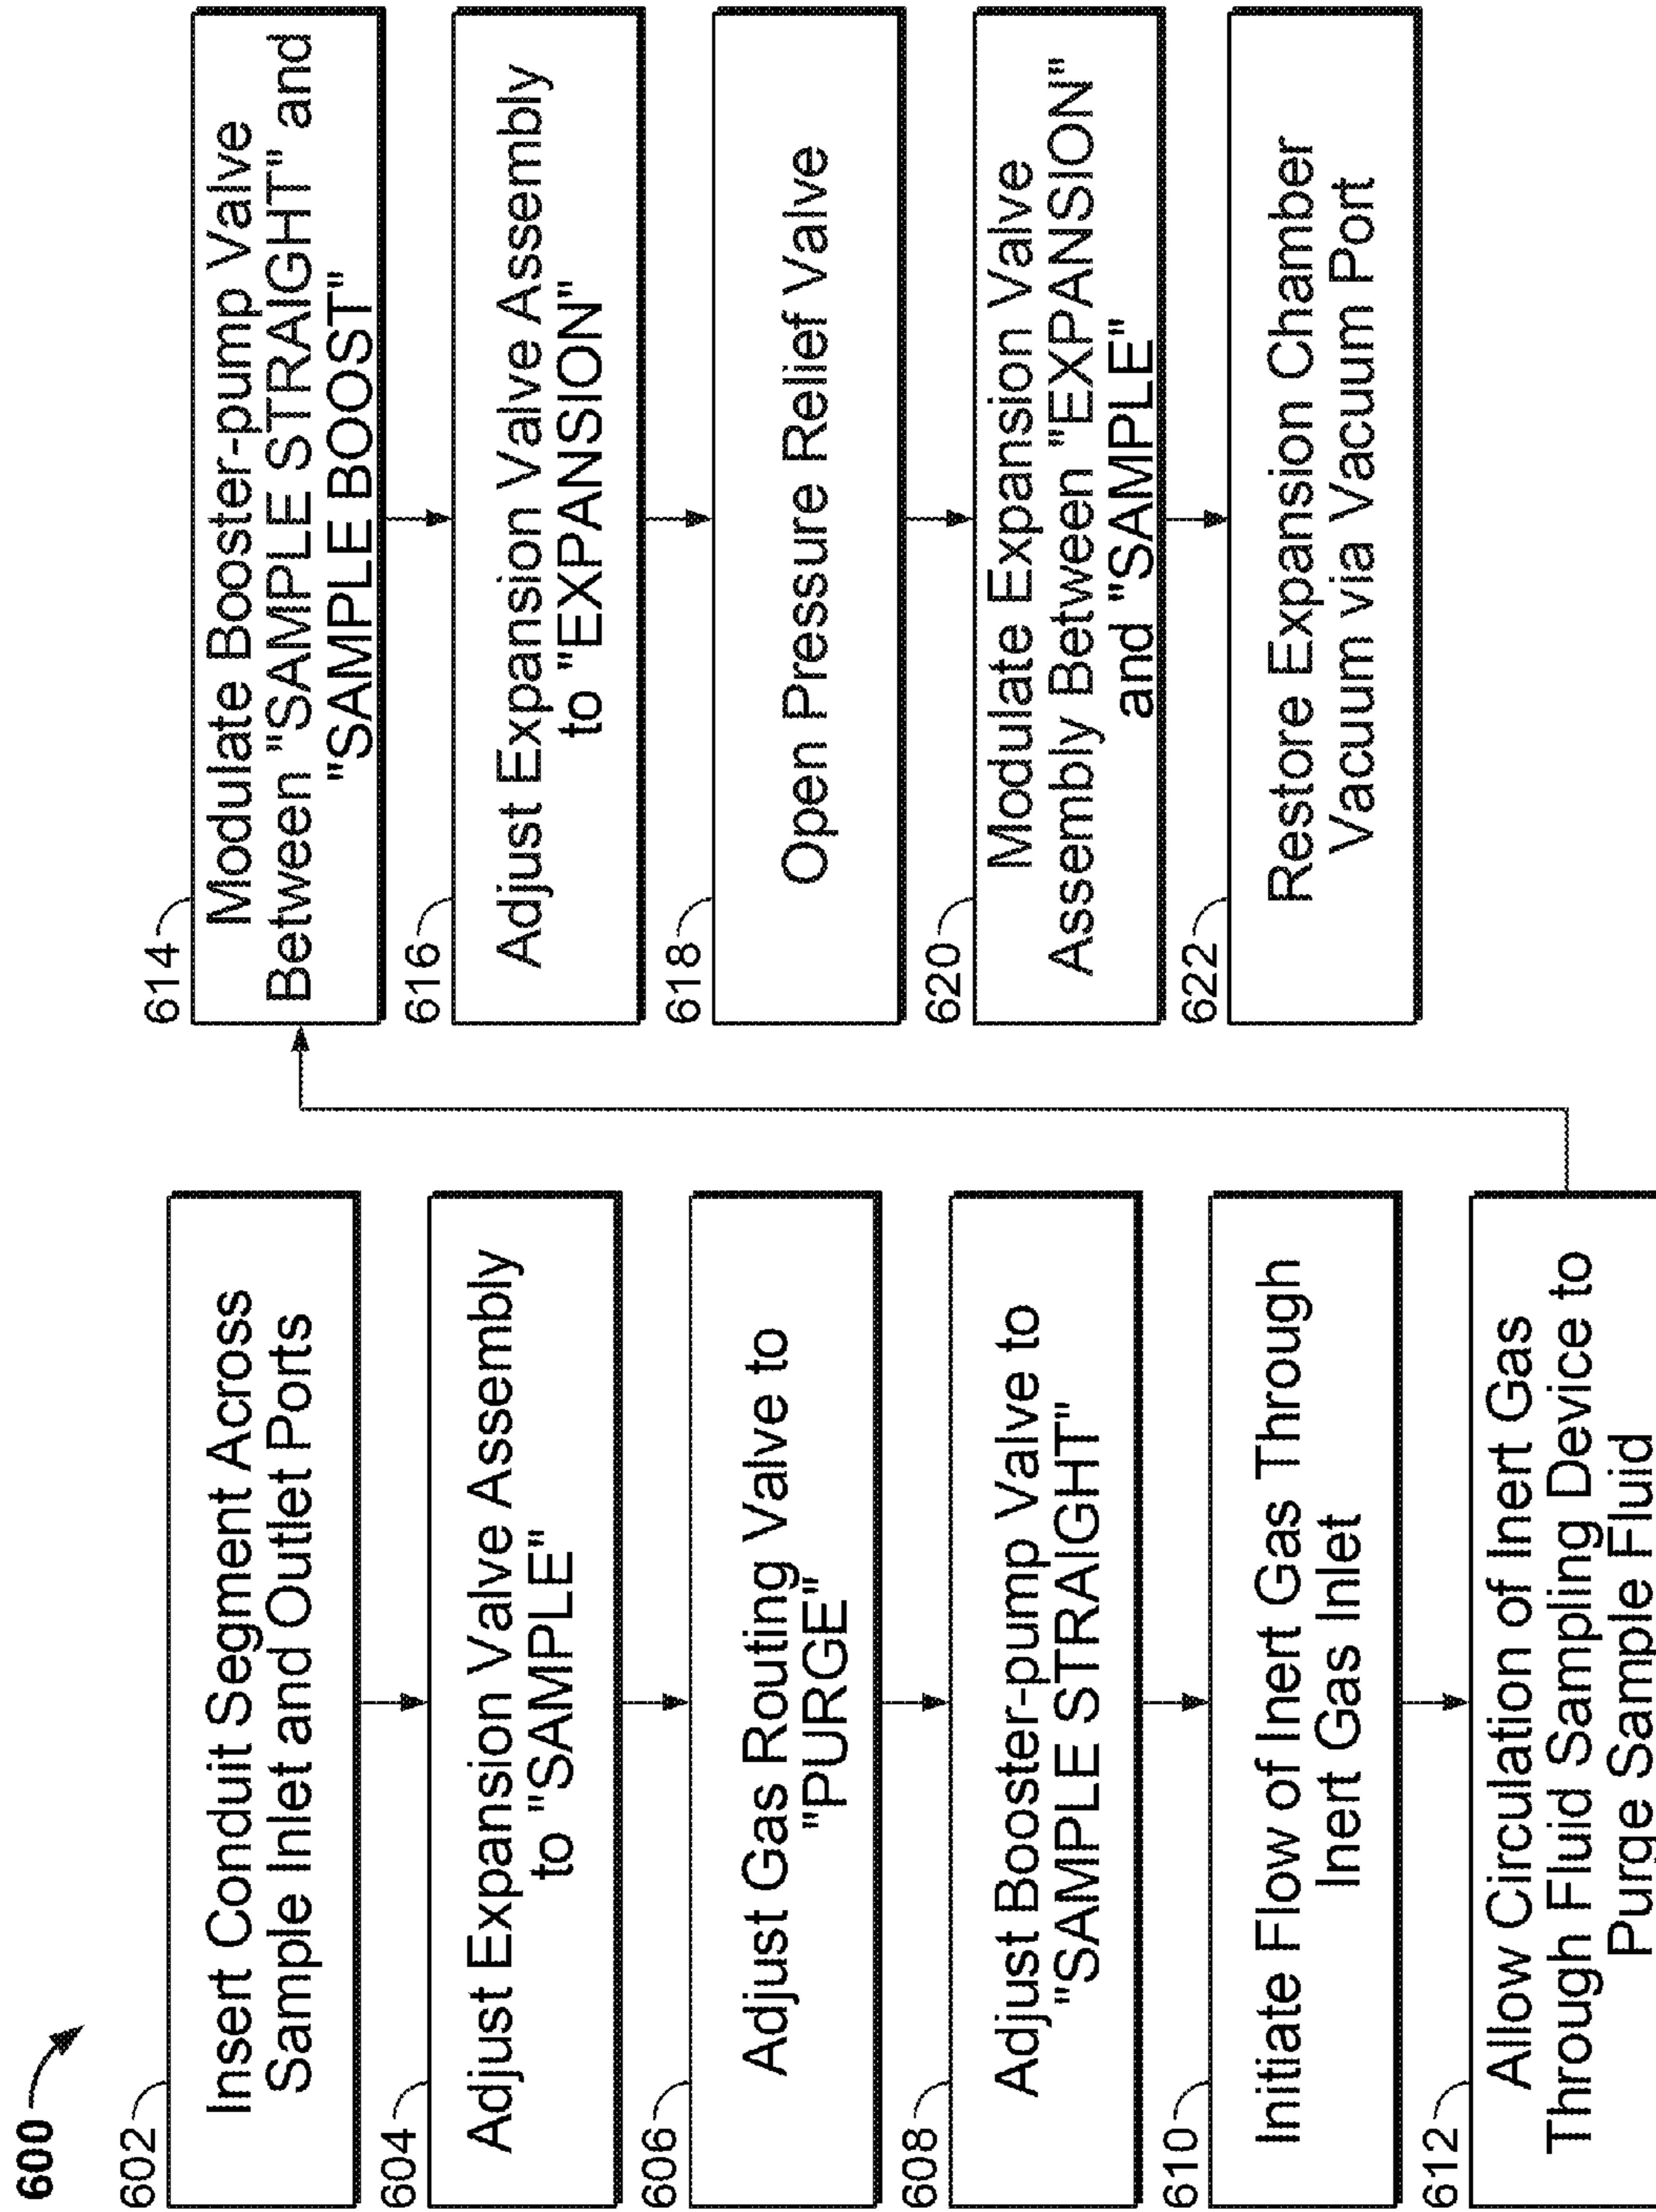 600
602
Insert Conduit Segment Across
Sample Inlet and Outlet Ports
604
Adjust Expansion Valve Assembly
to "SAMPLE"
606
Adjust Gas Routing Valve to
"PURGE"
608
Adjust Booster-pump Valve to
"SAMPLE STRAIGHT"
610
Initiate Flow of Inert Gas Through
Inert Gas Inlet
612
Allow Circulation of Inert Gas
Through Fluid Sampling Device to
Purge Sample Fluid
614
Modulate Booster-pump Valve
Between "SAMPLE STRAIGHT" and
"SAMPLE BOOST"
616
Adjust Expansion Valve Assembly
to "EXPANSION"
618
Open Pressure Relief Valve
620
Modulate Expansion Valve
Assembly Between "EXPANSION"
and "SAMPLE"
622
Restore Expansion Chamber
Vacuum via Vacuum Port